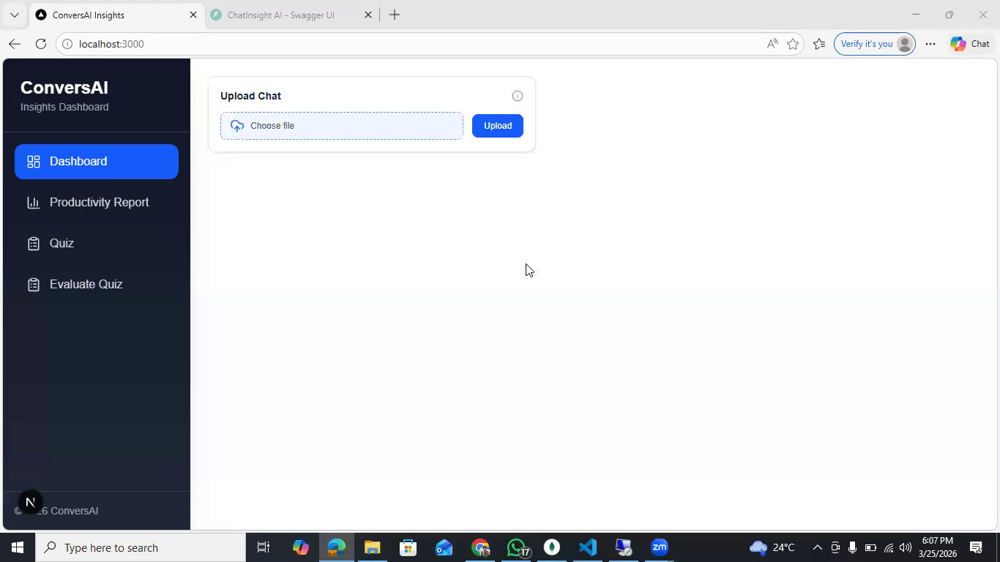 ConversAI Insights
ChatInsight AI - Swagger UI
localhost:3000
Verify it's you
Chat
ConversAI
Insights Dashboard
Upload Chat
Choose file
Upload
Dashboard
Productivity Report
Quiz
Evaluate Quiz
N
© 6 ConversAI
Type here to search
17
zm
24°C
6:07 PM
3/25/2026